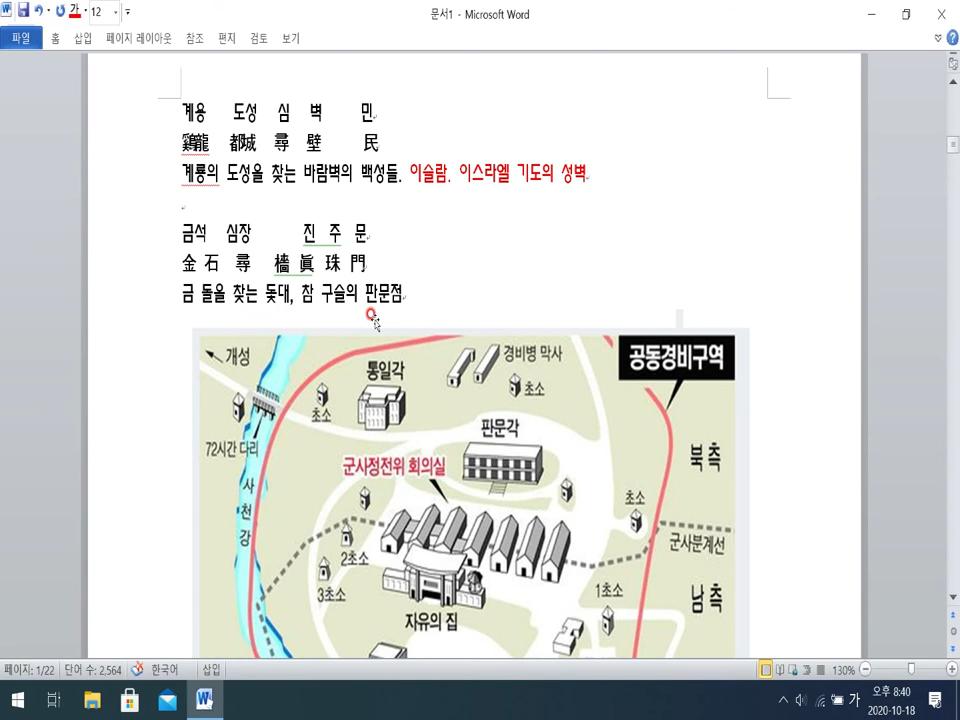 문서1 - Microsoft Word
가 12
파일 홈 삽입 페이지 레이아웃 참조 편지 검토 보기
계용 도성 심 벽 민
鷄龍 都城 尋 壁 民
계룡의 도성을 찾는 바람벽의 백성들. 이슬람. 이스라엘 기도의 성벽
금석 심장 진 주 문
金 石 尋 檣 眞 珠 門
금 돌을 찾는 돛대, 참 구슬의 판문점
개성
통일각
경비병 막사
공동경비구역
초소
초소
72시간 다리
판문각
북측
군사정전위 회의실
사천강
초소
군사분계선
2초소
3초소
1초소
남측
자유의 집
페이지: 1/22 단어 수: 2,564 한국어 삽입 130%
가 오후 8:40
2020-10-18